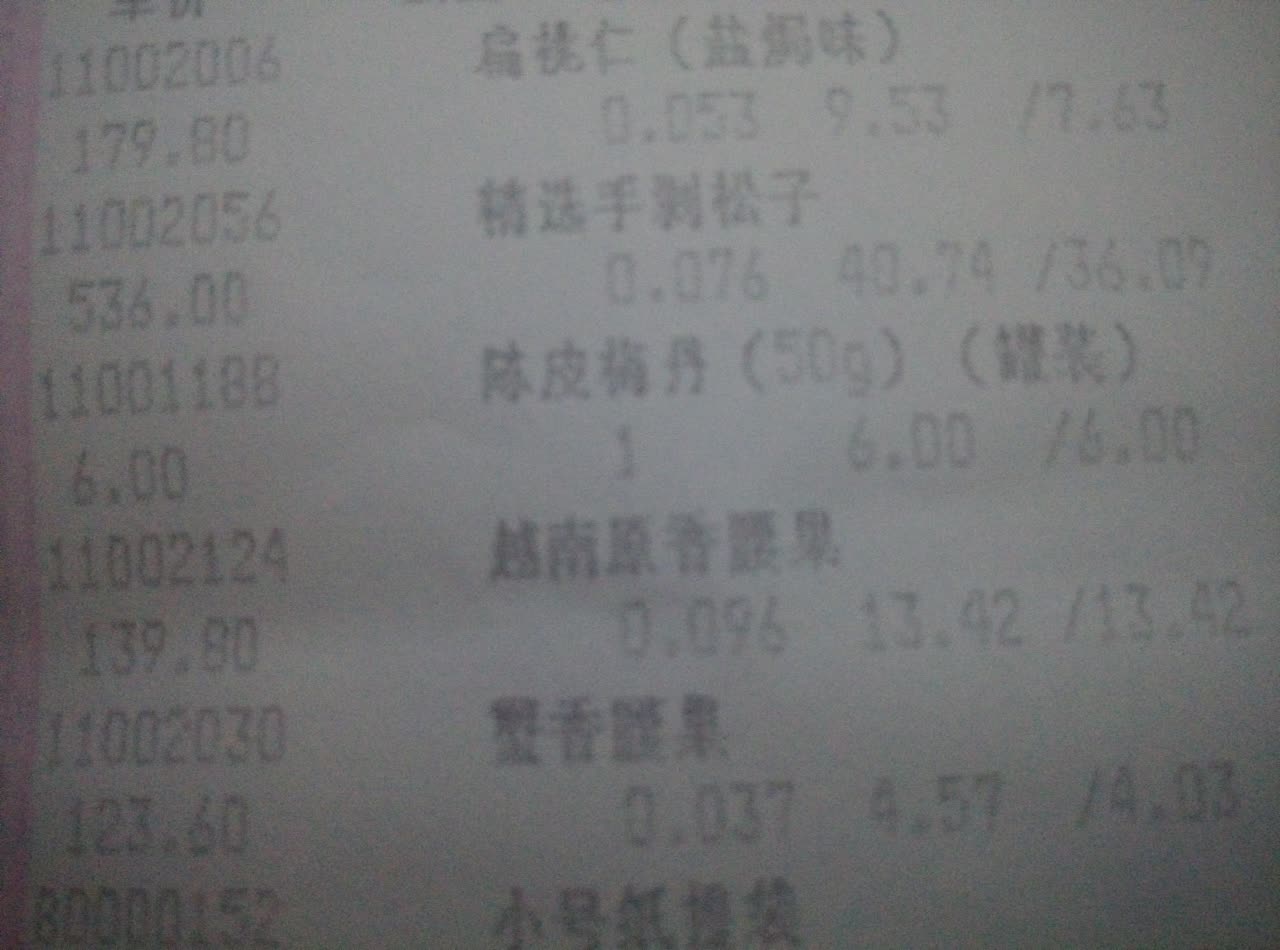 单价
11002006 扁桃仁(盐焗味)
179.80 0.053 9.53 /7.63
11002056 精选手剥松子
536.00 0.076 40.74 /36.09
11001188 陈皮梅丹(50g)(罐装)
6.00 1 6.00 /6.00
11002124 越南原香腰果
139.80 0.096 13.42 /13.42
11002030 蟹香腰果
123.60 0.037 4.57 /4.03
80000152 小号纸提袋